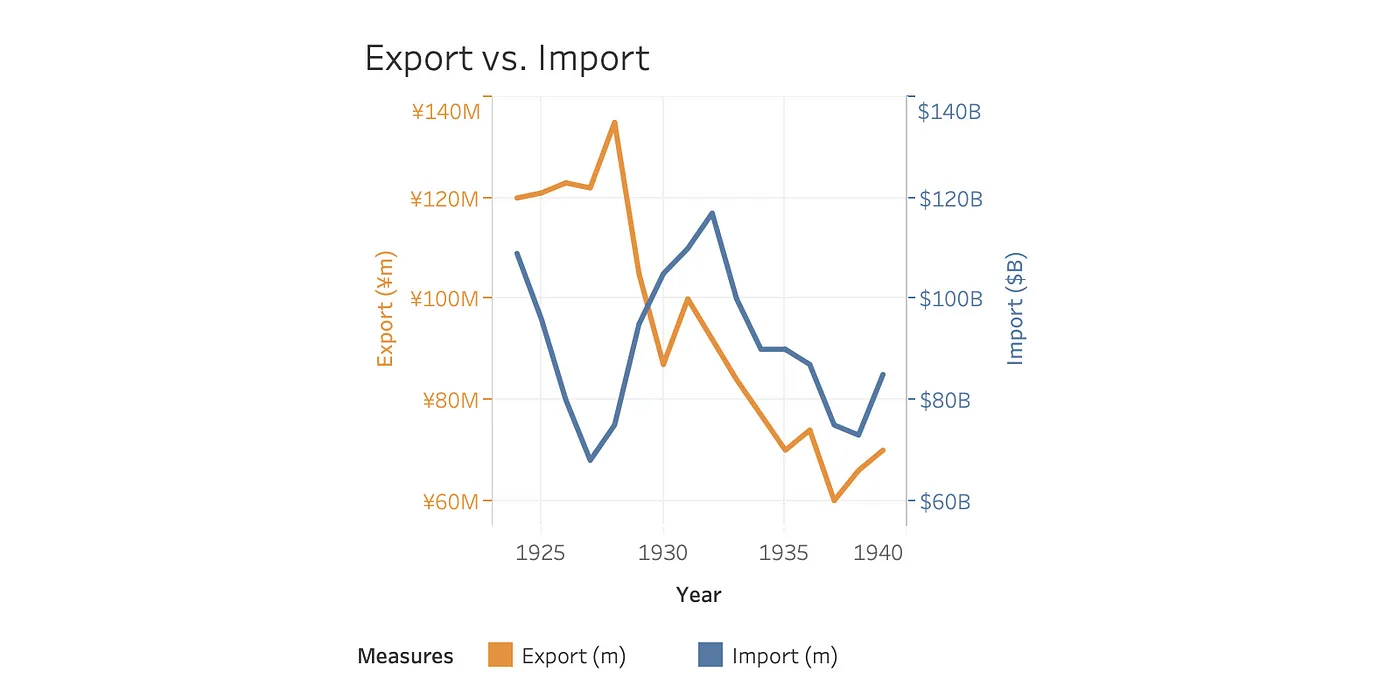 Export vs. Import
¥140M
¥120M
¥100M
¥80M
¥60M
Export (¥m)
$140B
$120B
$100B
$80B
$60B
Import ($B)
1925 1930 1935 1940
Year
Measures Export (m) Import (m)